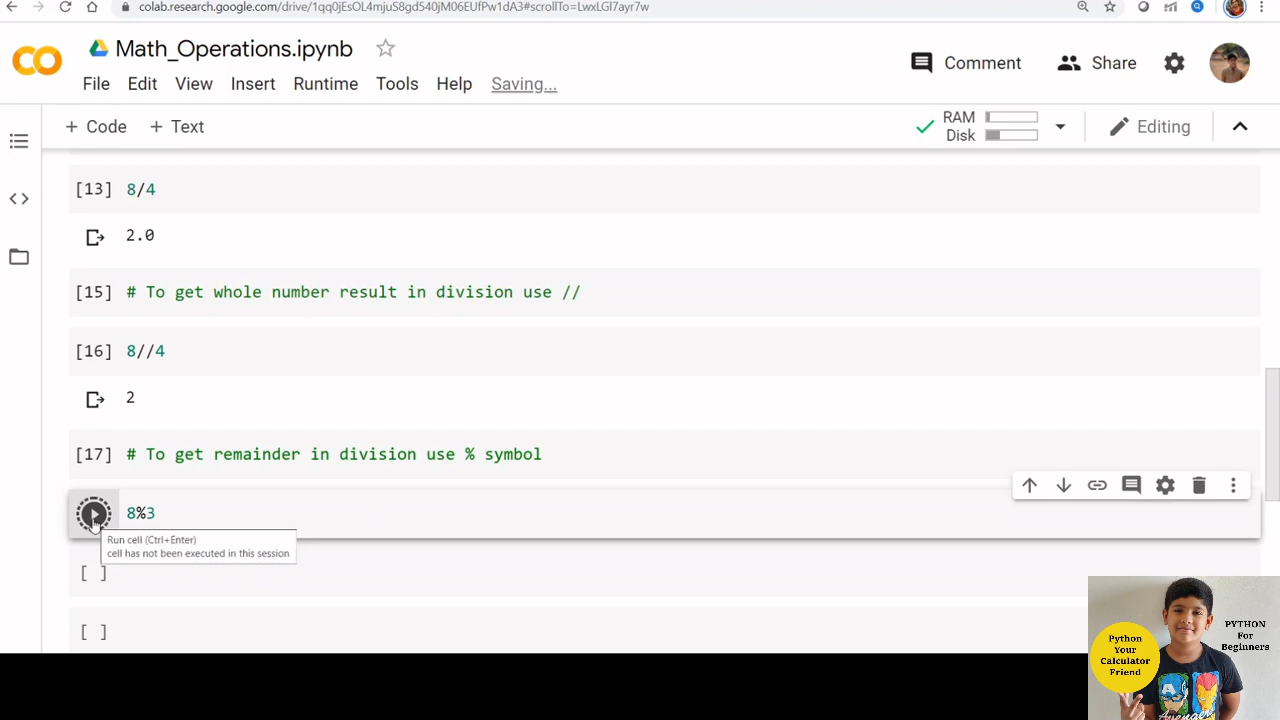 colab.research.google.com/drive/1qq0jEsOL4mjuS8gd540jM06EUfPw1dA3#scrollTo=LwxLGl7ayr7w
Math_Operations.ipynb
Comment
Share
File Edit View Insert Runtime Tools Help Saving...
+ Code + Text
RAM
Disk
Editing
[13] 8/4
2.0
[15] # To get whole number result in division use //
[16] 8//4
2
[17] # To get remainder in division use % symbol
8%3
Run cell (Ctrl+Enter)
cell has not been executed in this session
[ ]
[ ]
Python
Your
Calculator
Friend
PYTHON
For
Beginners